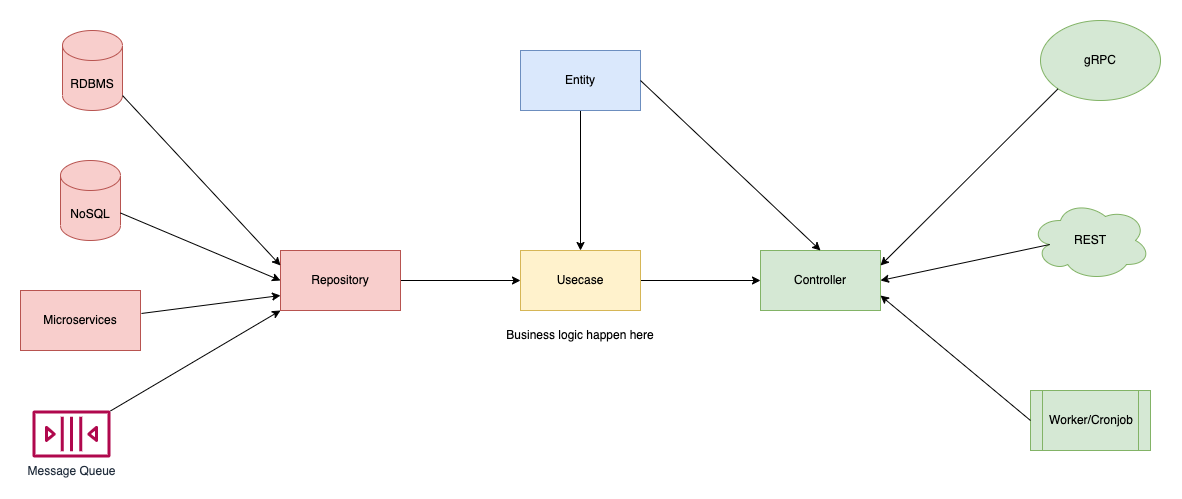 RDBMS
Entity
gRPC
NoSQL
REST
Repository
Usecase
Controller
Microservices
Business logic happen here
Worker/Cronjob
Message Queue